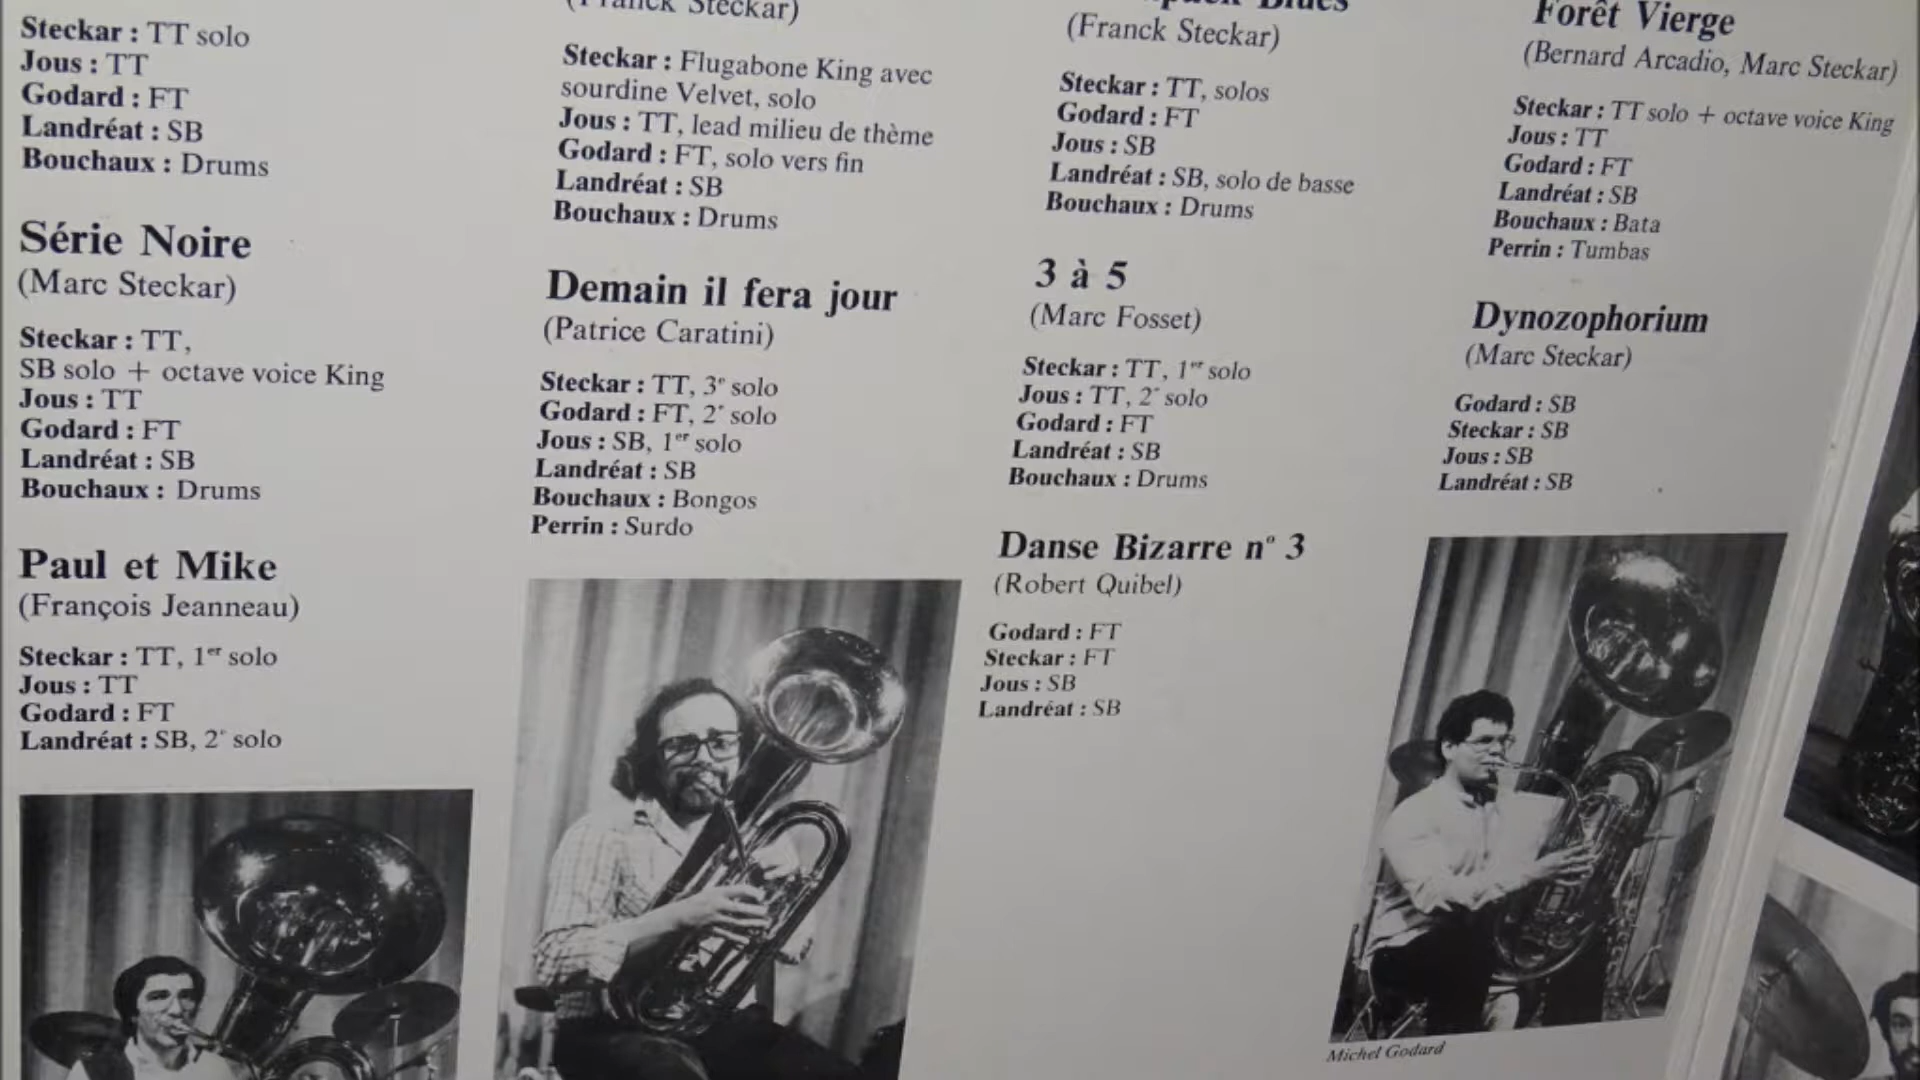 Steckar : TT solo
Jous : TT
Godard : FT
Landréat : SB
Bouchaux : Drums
Série Noire
(Marc Steckar)
Steckar : TT,
SB solo + octave voice King
Jous : TT
Godard : FT
Landréat : SB
Bouchaux : Drums
Paul et Mike
(François Jeanneau)
Steckar : TT, 1er solo
Jous : TT
Godard : FT
Landréat : SB, 2e solo
(Franck Steckar)
Steckar : Flugabone King avec
sourdine Velvet, solo
Jous : TT, lead milieu de thème
Godard : FT, solo vers fin
Landréat : SB
Bouchaux : Drums
Demain il fera jour
(Patrice Caratini)
Steckar : TT, 3e solo
Godard : FT, 2e solo
Jous : SB, 1er solo
Landréat : SB
Bouchaux : Bongos
Perrin : Surdo
Blues
(Franck Steckar)
Steckar : TT, solos
Godard : FT
Jous : SB
Landréat : SB, solo de basse
Bouchaux : Drums
3 à 5
(Marc Fosset)
Steckar : TT, 1er solo
Jous : TT, 2e solo
Godard : FT
Landréat : SB
Bouchaux : Drums
Danse Bizarre nº 3
(Robert Quibel)
Godard : FT
Steckar : FT
Jous : SB
Landréat : SB
Forêt Vierge
(Bernard Arcadio, Marc Steckar)
Steckar : TT solo + octave voice King
Jous : TT
Godard : FT
Landréat : SB
Bouchaux : Bata
Perrin : Tumbas
Dynozophorium
(Marc Steckar)
Godard : SB
Steckar : SB
Jous : SB
Landréat : SB
Michel Godard